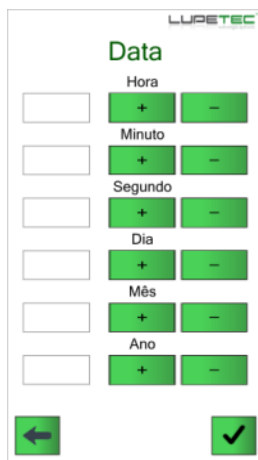 LUPETEC
Data
Hora
+ −
Minuto
+ −
Segundo
+ −
Dia
+ −
Mês
+ −
Ano
+ −